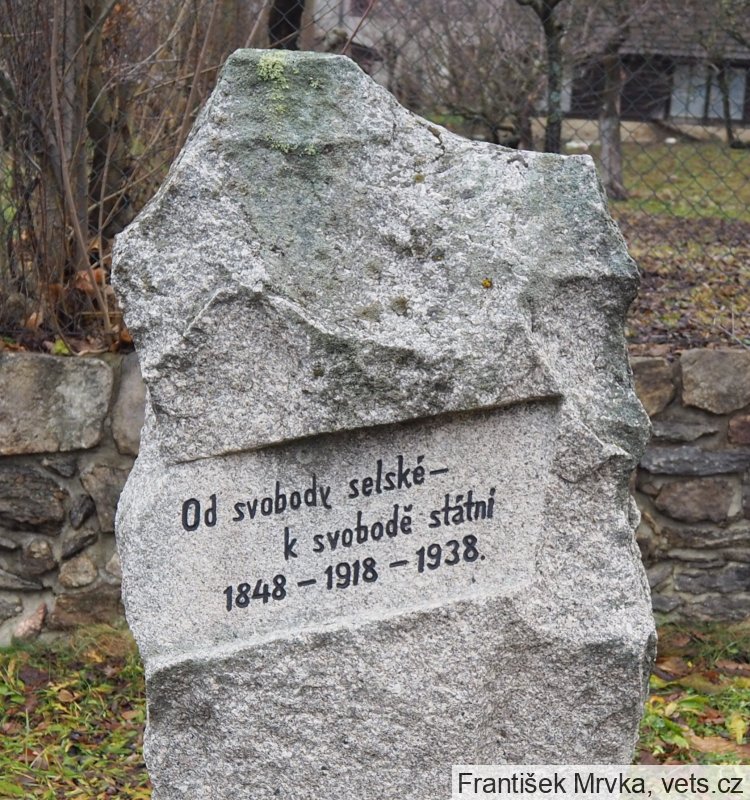 Od svobody selské –
k svobodě státní
1848 – 1918 – 1938.
František Mrvka, vets.cz